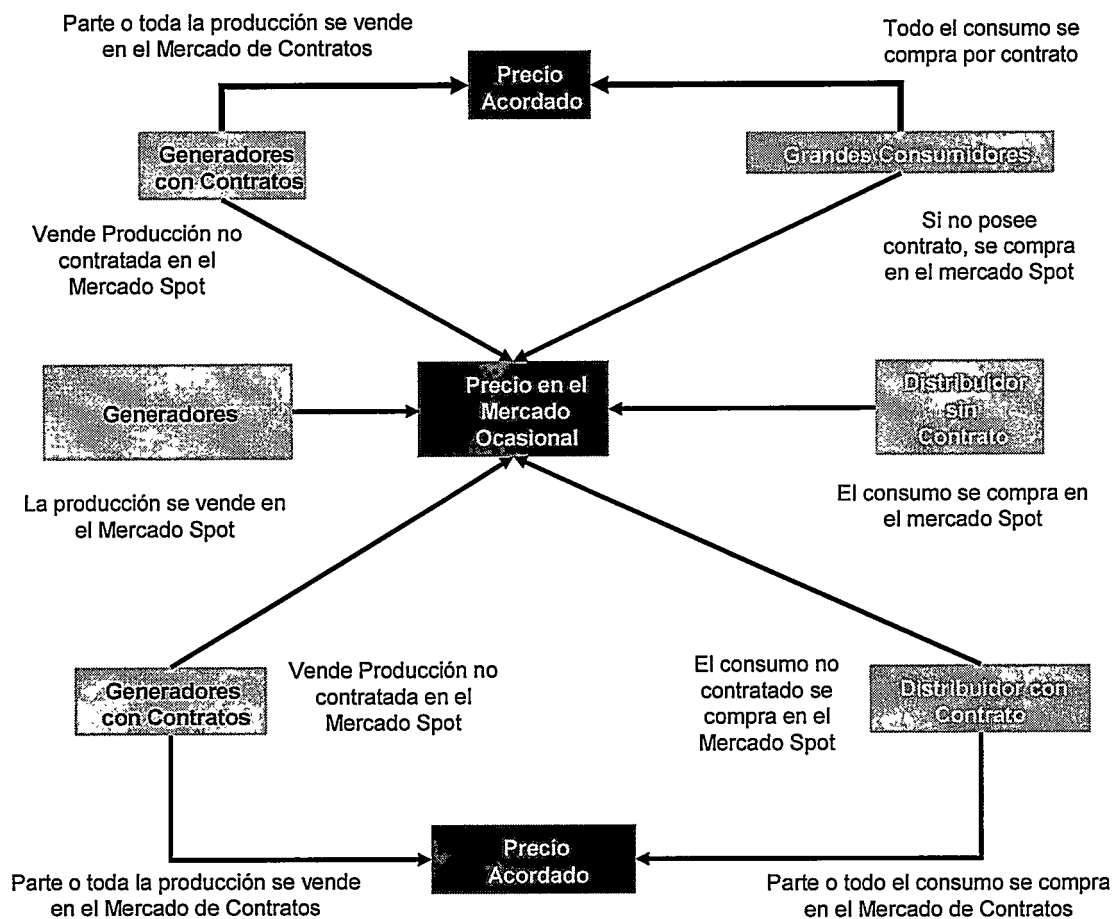 Parte o toda la producción se vende
en el Mercado de Contratos
Todo el consumo se
compra por contrato
Precio
Acordado
Generadores
con Contratos
Grandes Consumidores
Vende Producción no
contratada en el
Mercado Spot
Si no posee
contrato, se compra
en el mercado Spot
Generadores
Precio en el
Mercado
Ocasional
Distribuidor
sin
Contrato
La producción se vende en
el Mercado Spot
El consumo se compra en
el mercado Spot
Generadores
con Contratos
Vende Producción no
contratada en el
Mercado Spot
El consumo no
contratado se
compra en el
Mercado Spot
Distribuidor con
Contrato
Precio
Acordado
Parte o toda la producción se vende
en el Mercado de Contratos
Parte o todo el consumo se compra
en el Mercado de Contratos